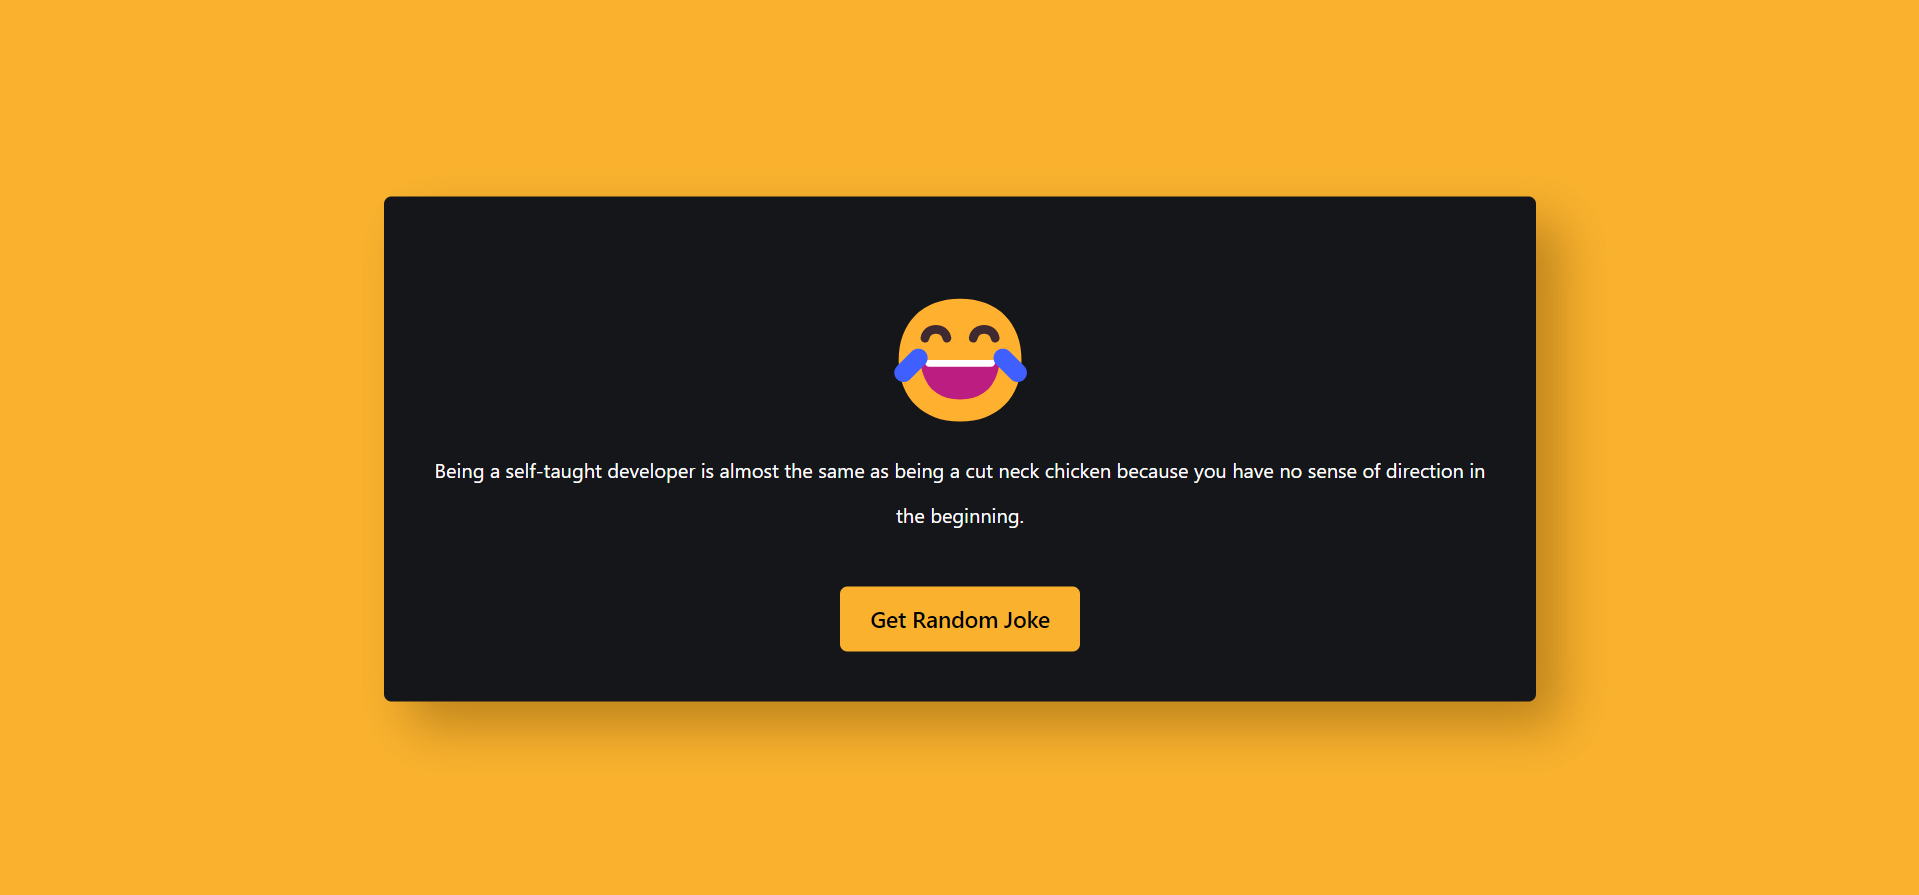 Being a self-taught developer is almost the same as being a cut neck chicken because you have no sense of direction in
the beginning.
Get Random Joke